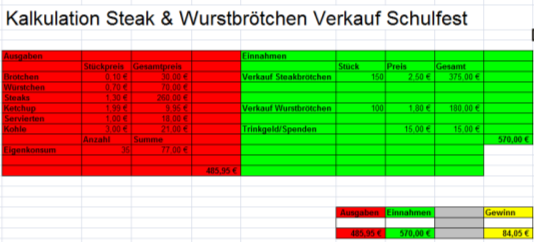 Kalkulation Steak & Wurstbrötchen Verkauf Schulfest
Ausgaben Einnahmen
Stückpreis Gesamtpreis Stück Preis Gesamt
Brötchen 0,10 € 30,00 € Verkauf Steakbrötchen 150 2,50 € 375,00 €
Würstchen 0,70 € 70,00 €
Steaks 1,30 € 260,00 €
Ketchup 1,99 € 9,95 € Verkauf Wurstbrötchen 100 1,80 € 180,00 €
Servietten 1,00 € 18,00 €
Kohle 3,00 € 21,00 € Trinkgeld/Spenden 15,00 € 15,00 €
Anzahl Summe 570,00 €
Eigenkonsum 35 77,00 €
485,95 €
Ausgaben Einnahmen Gewinn
485,95 € 570,00 € 84,05 €